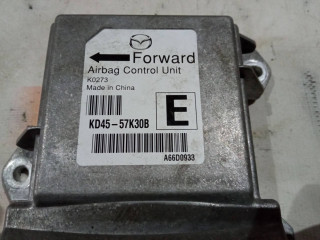 Forward
Airbag Control Unit
K0273
Made in China
E
KD45-57K30B
A66D0933